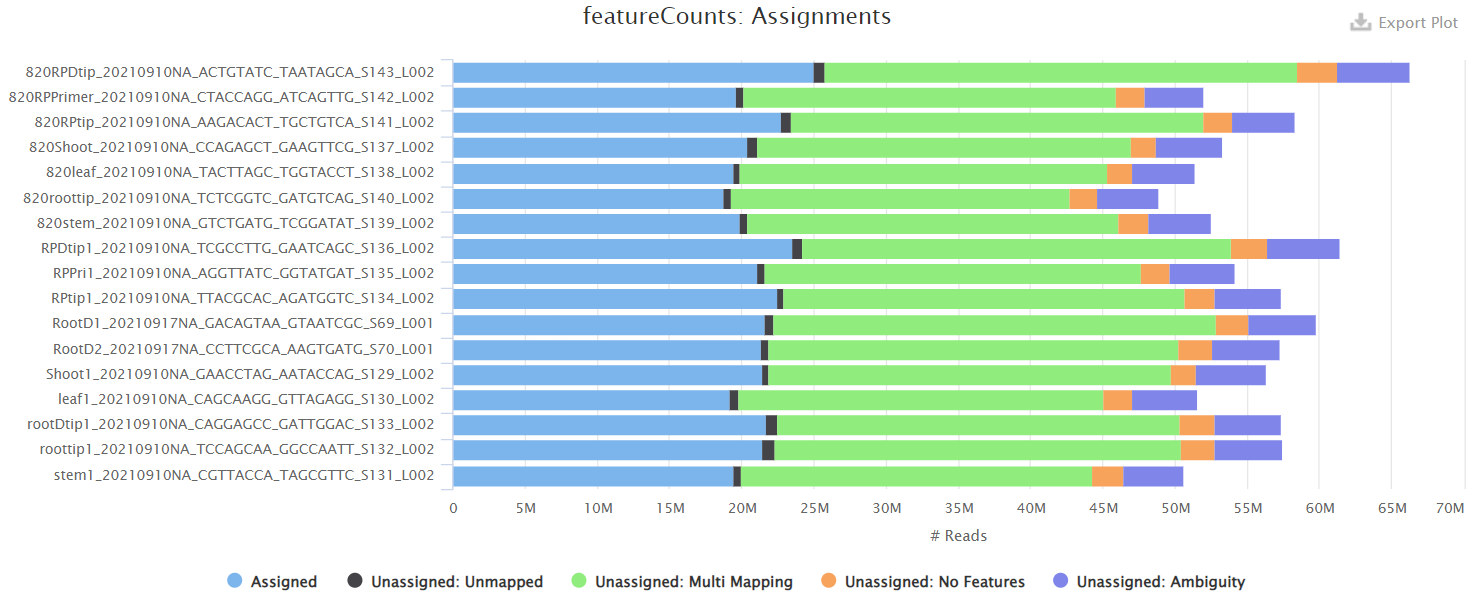 featureCounts: Assignments
Export Plot
820RPDtip_20210910NA_ACTGTATC_TAATAGCA_S143_L002
820RPPrimer_20210910NA_CTACCAGG_ATCAGTTG_S142_L002
820RPtip_20210910NA_AAGACACT_TGCTGTCA_S141_L002
820Shoot_20210910NA_CCAGAGCT_GAAGTTCG_S137_L002
820leaf_20210910NA_TACTTAGC_TGGTACCT_S138_L002
820roottip_20210910NA_TCTCGGTC_GATGTCAG_S140_L002
820stem_20210910NA_GTCTGATG_TCGGATAT_S139_L002
RPDtip1_20210910NA_TCGCCTTG_GAATCAGC_S136_L002
RPPri1_20210910NA_AGGTTATC_GGTATGAT_S135_L002
RPtip1_20210910NA_TTACGCAC_AGATGGTC_S134_L002
RootD1_20210917NA_GACAGTAA_GTAATCGC_S69_L001
RootD2_20210917NA_CCTTCGCA_AAGTGATG_S70_L001
Shoot1_20210910NA_GAACCTAG_AATACCAG_S129_L002
leaf1_20210910NA_CAGCAAGG_GTTAGAGG_S130_L002
rootDtip1_20210910NA_CAGGAGCC_GATTGGAC_S133_L002
roottip1_20210910NA_TCCAGCAA_GGCCAATT_S132_L002
stem1_20210910NA_CGTTACCA_TAGCGTTC_S131_L002
0 5M 10M 15M 20M 25M 30M 35M 40M 45M 50M 55M 60M 65M 70M
# Reads
Assigned Unassigned: Unmapped Unassigned: Multi Mapping Unassigned: No Features Unassigned: Ambiguity